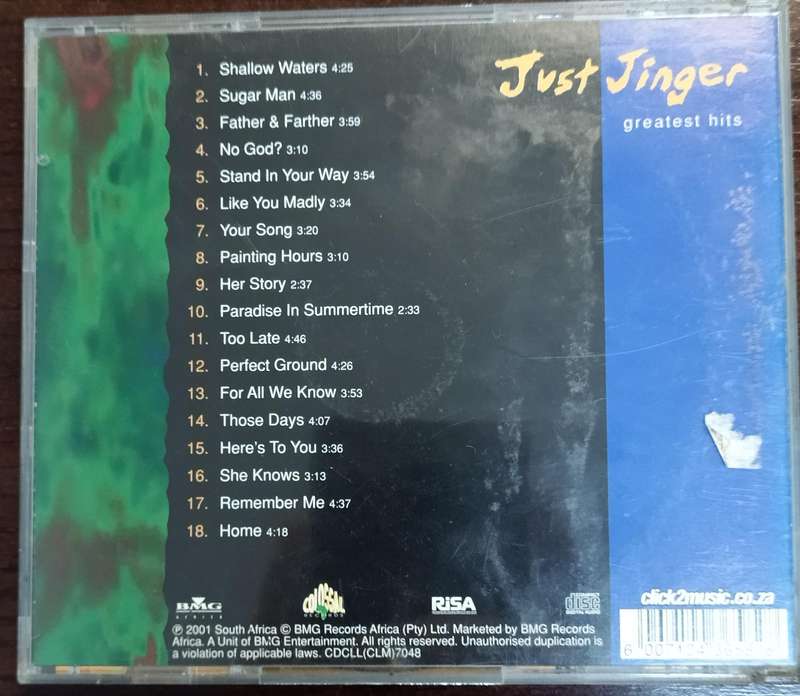 Just Jinger
greatest hits
1. Shallow Waters 4:25
2. Sugar Man 4:36
3. Father & Farther 3:59
4. No God? 3:10
5. Stand In Your Way 3:54
6. Like You Madly 3:34
7. Your Song 3:20
8. Painting Hours 3:10
9. Her Story 2:37
10. Paradise In Summertime 2:33
11. Too Late 4:46
12. Perfect Ground 4:26
13. For All We Know 3:53
14. Those Days 4:07
15. Here's To You 3:36
16. She Knows 3:13
17. Remember Me 4:37
18. Home 4:18
BMG
AFRICA
COLOSSAL
RECORDS
RiSA
COMPACT
disc
DIGITAL AUDIO
click2music.co.za
℗ 2001 South Africa © BMG Records Africa (Pty) Ltd. Marketed by BMG Records
Africa. A Unit of BMG Entertainment. All rights reserved. Unauthorised duplication is
a violation of applicable laws. CDCLL(CLM)7048